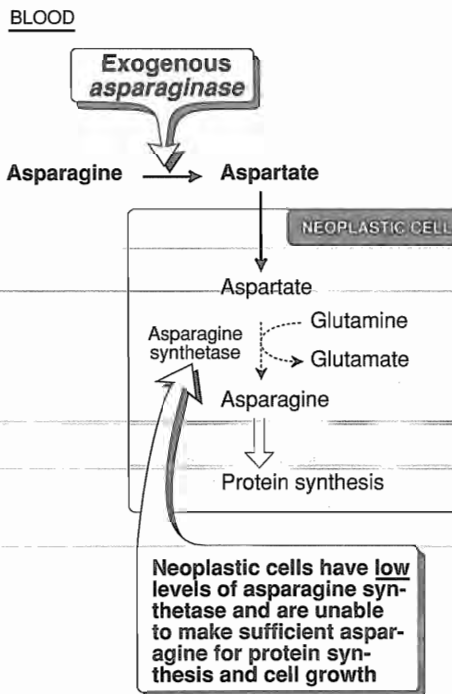 BLOOD
Exogenous
asparaginase
Asparagine
Aspartate
NEOPLASTIC CELL
Aspartate
Asparagine
synthetase
Glutamine
Glutamate
Asparagine
Protein synthesis
Neoplastic cells have low
levels of asparagine syn-
thetase and are unable
to make sufficient aspar-
agine for protein syn-
thesis and cell growth